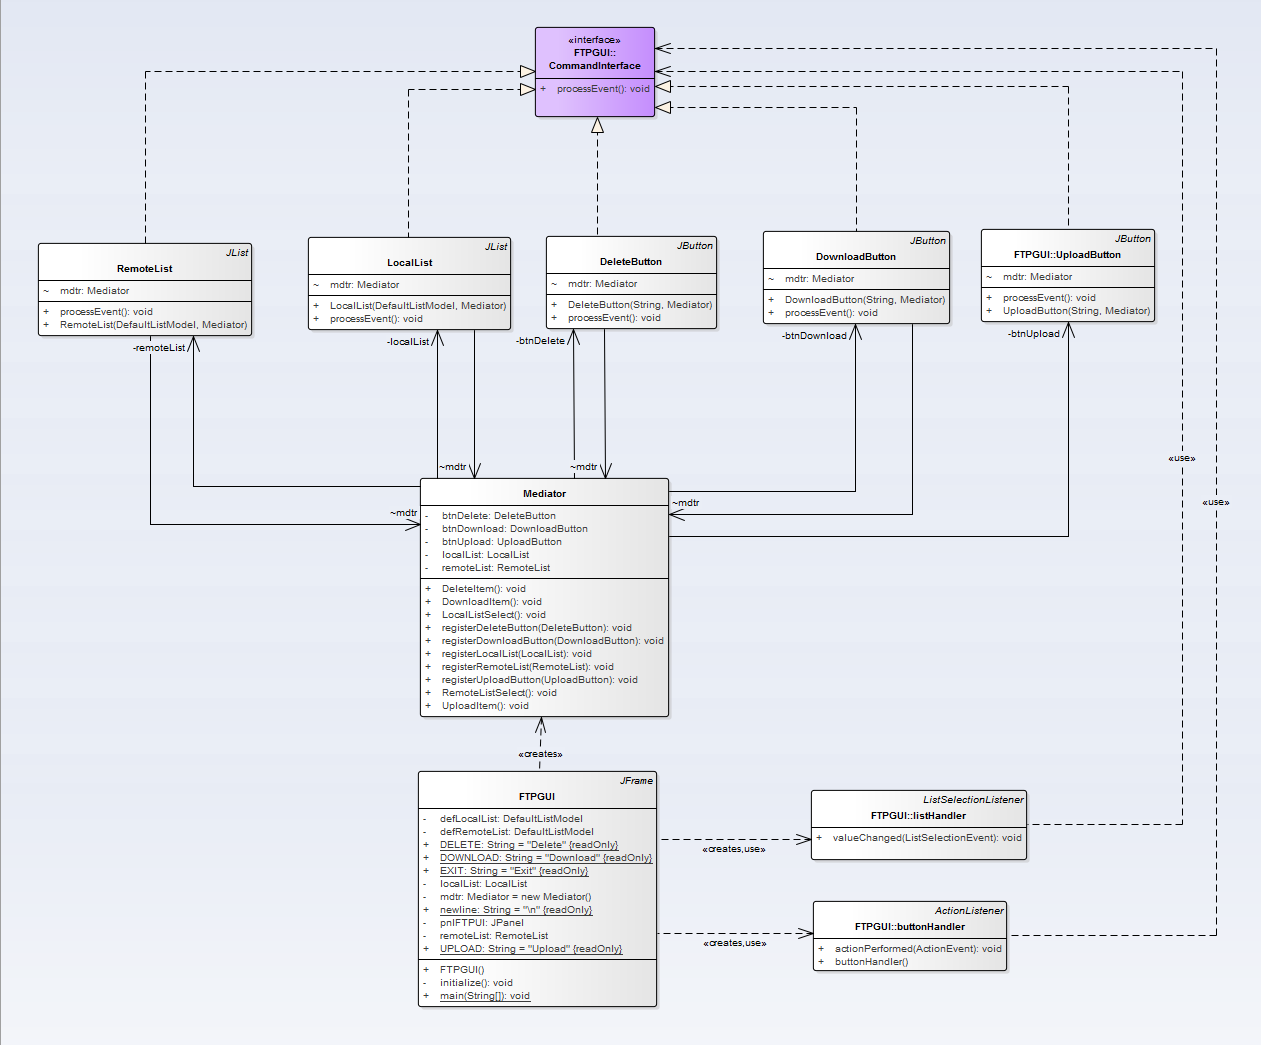 «interface»
FTPGUI::
CommandInterface
+ processEvent(): void
JList
RemoteList
~ mdtr: Mediator
+ processEvent(): void
+ RemoteList(DefaultListModel, Mediator)
JList
LocalList
~ mdtr: Mediator
+ LocalList(DefaultListModel, Mediator)
+ processEvent(): void
JButton
DeleteButton
~ mdtr: Mediator
+ DeleteButton(String, Mediator)
+ processEvent(): void
JButton
DownloadButton
~ mdtr: Mediator
+ DownloadButton(String, Mediator)
+ processEvent(): void
JButton
FTPGUI::UploadButton
~ mdtr: Mediator
+ processEvent(): void
+ UploadButton(String, Mediator)
-remoteList
-localList
-btnDelete
-btnDownload
-btnUpload
~mdtr
~mdtr
~mdtr
~mdtr
«use»
«use»
Mediator
- btnDelete: DeleteButton
- btnDownload: DownloadButton
- btnUpload: UploadButton
- localList: LocalList
- remoteList: RemoteList
+ DeleteItem(): void
+ DownloadItem(): void
+ LocalListSelect(): void
+ registerDeleteButton(DeleteButton): void
+ registerDownloadButton(DownloadButton): void
+ registerLocalList(LocalList): void
+ registerRemoteList(RemoteList): void
+ registerUploadButton(UploadButton): void
+ RemoteListSelect(): void
+ UploadItem(): void
«creates»
JFrame
FTPGUI
- defLocalList: DefaultListModel
- defRemoteList: DefaultListModel
+ DELETE: String = "Delete" {readOnly}
+ DOWNLOAD: String = "Download" {readOnly}
+ EXIT: String = "Exit" {readOnly}
- localList: LocalList
- mdtr: Mediator = new Mediator()
+ newline: String = "\n" {readOnly}
- pnlFTPUI: JPanel
- remoteList: RemoteList
+ UPLOAD: String = "Upload" {readOnly}
+ FTPGUI()
- initialize(): void
+ main(String[]): void
«creates,use»
«creates,use»
ListSelectionListener
FTPGUI::listHandler
+ valueChanged(ListSelectionEvent): void
ActionListener
FTPGUI::buttonHandler
+ actionPerformed(ActionEvent): void
+ buttonHandler()